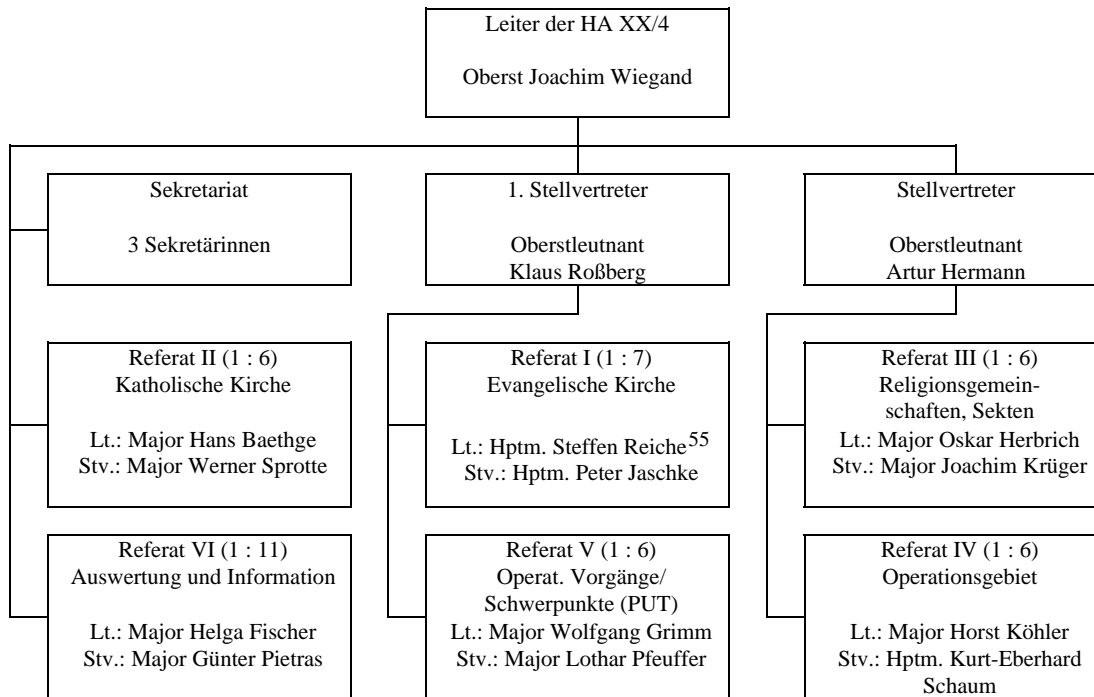 Leiter der HA XX/4
Oberst Joachim Wiegand
Sekretariat
3 Sekretärinnen
1. Stellvertreter
Oberstleutnant
Klaus Roßberg
Stellvertreter
Oberstleutnant
Artur Hermann
Referat II (1 : 6)
Katholische Kirche
Lt.: Major Hans Baethge
Stv.: Major Werner Sprotte
Referat I (1 : 7)
Evangelische Kirche
Lt.: Hptm. Steffen Reiche55
Stv.: Hptm. Peter Jaschke
Referat III (1 : 6)
Religionsgemein-
schaften, Sekten
Lt.: Major Oskar Herbrich
Stv.: Major Joachim Krüger
Referat VI (1 : 11)
Auswertung und Information
Lt.: Major Helga Fischer
Stv.: Major Günter Pietras
Referat V (1 : 6)
Operat. Vorgänge/
Schwerpunkte (PUT)
Lt.: Major Wolfgang Grimm
Stv.: Major Lothar Pfeuffer
Referat IV (1 : 6)
Operationsgebiet
Lt.: Major Horst Köhler
Stv.: Hptm. Kurt-Eberhard
Schaum